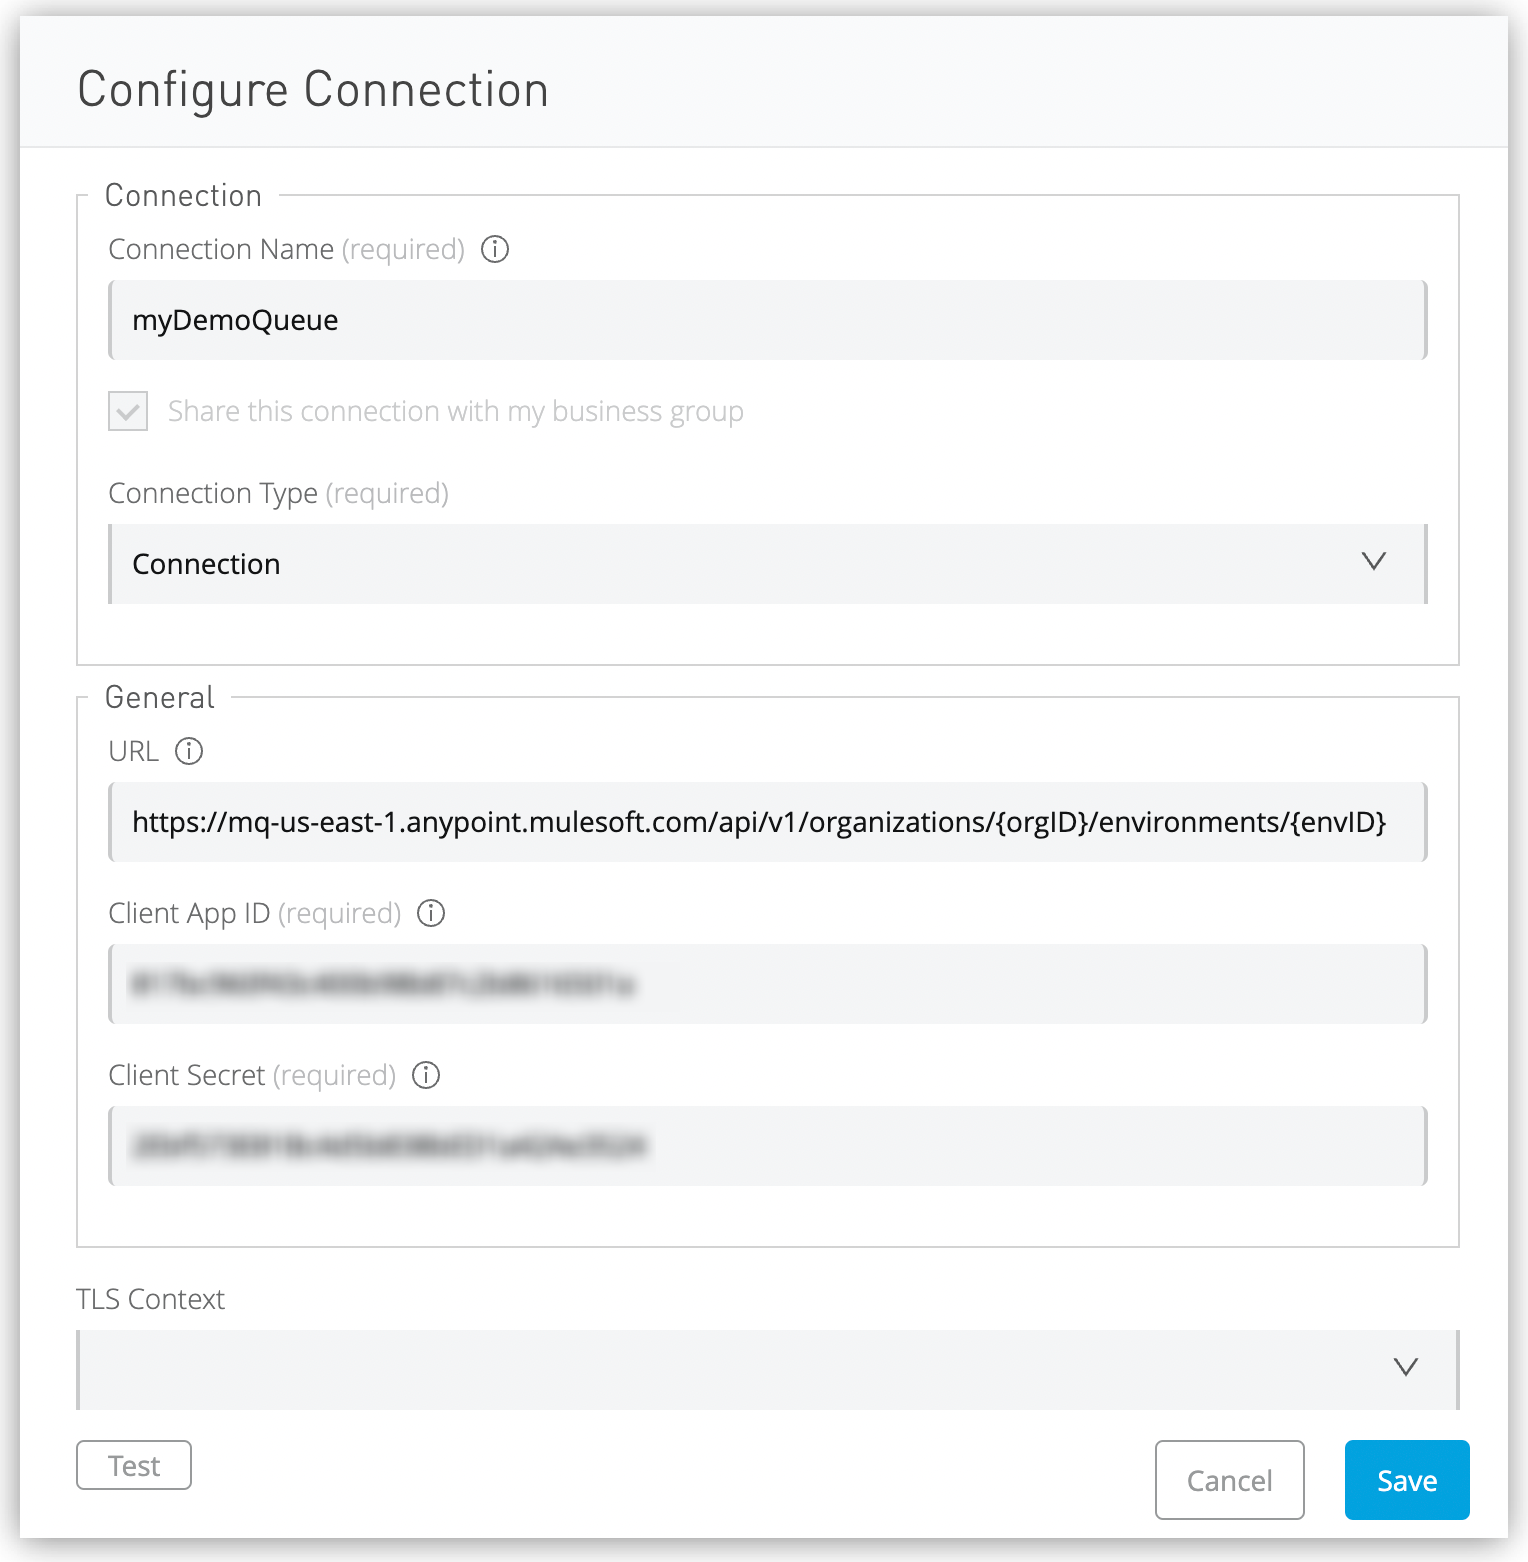 Configure Connection
Connection
Connection Name (required)
myDemoQueue
Share this connection with my business group
Connection Type (required)
Connection
General
URL
https://mq-us-east-1.anypoint.mulesoft.com/api/v1/organizations/{orgID}/environments/{envID}
Client App ID (required)
Client Secret (required)
TLS Context
Test
Cancel
Save